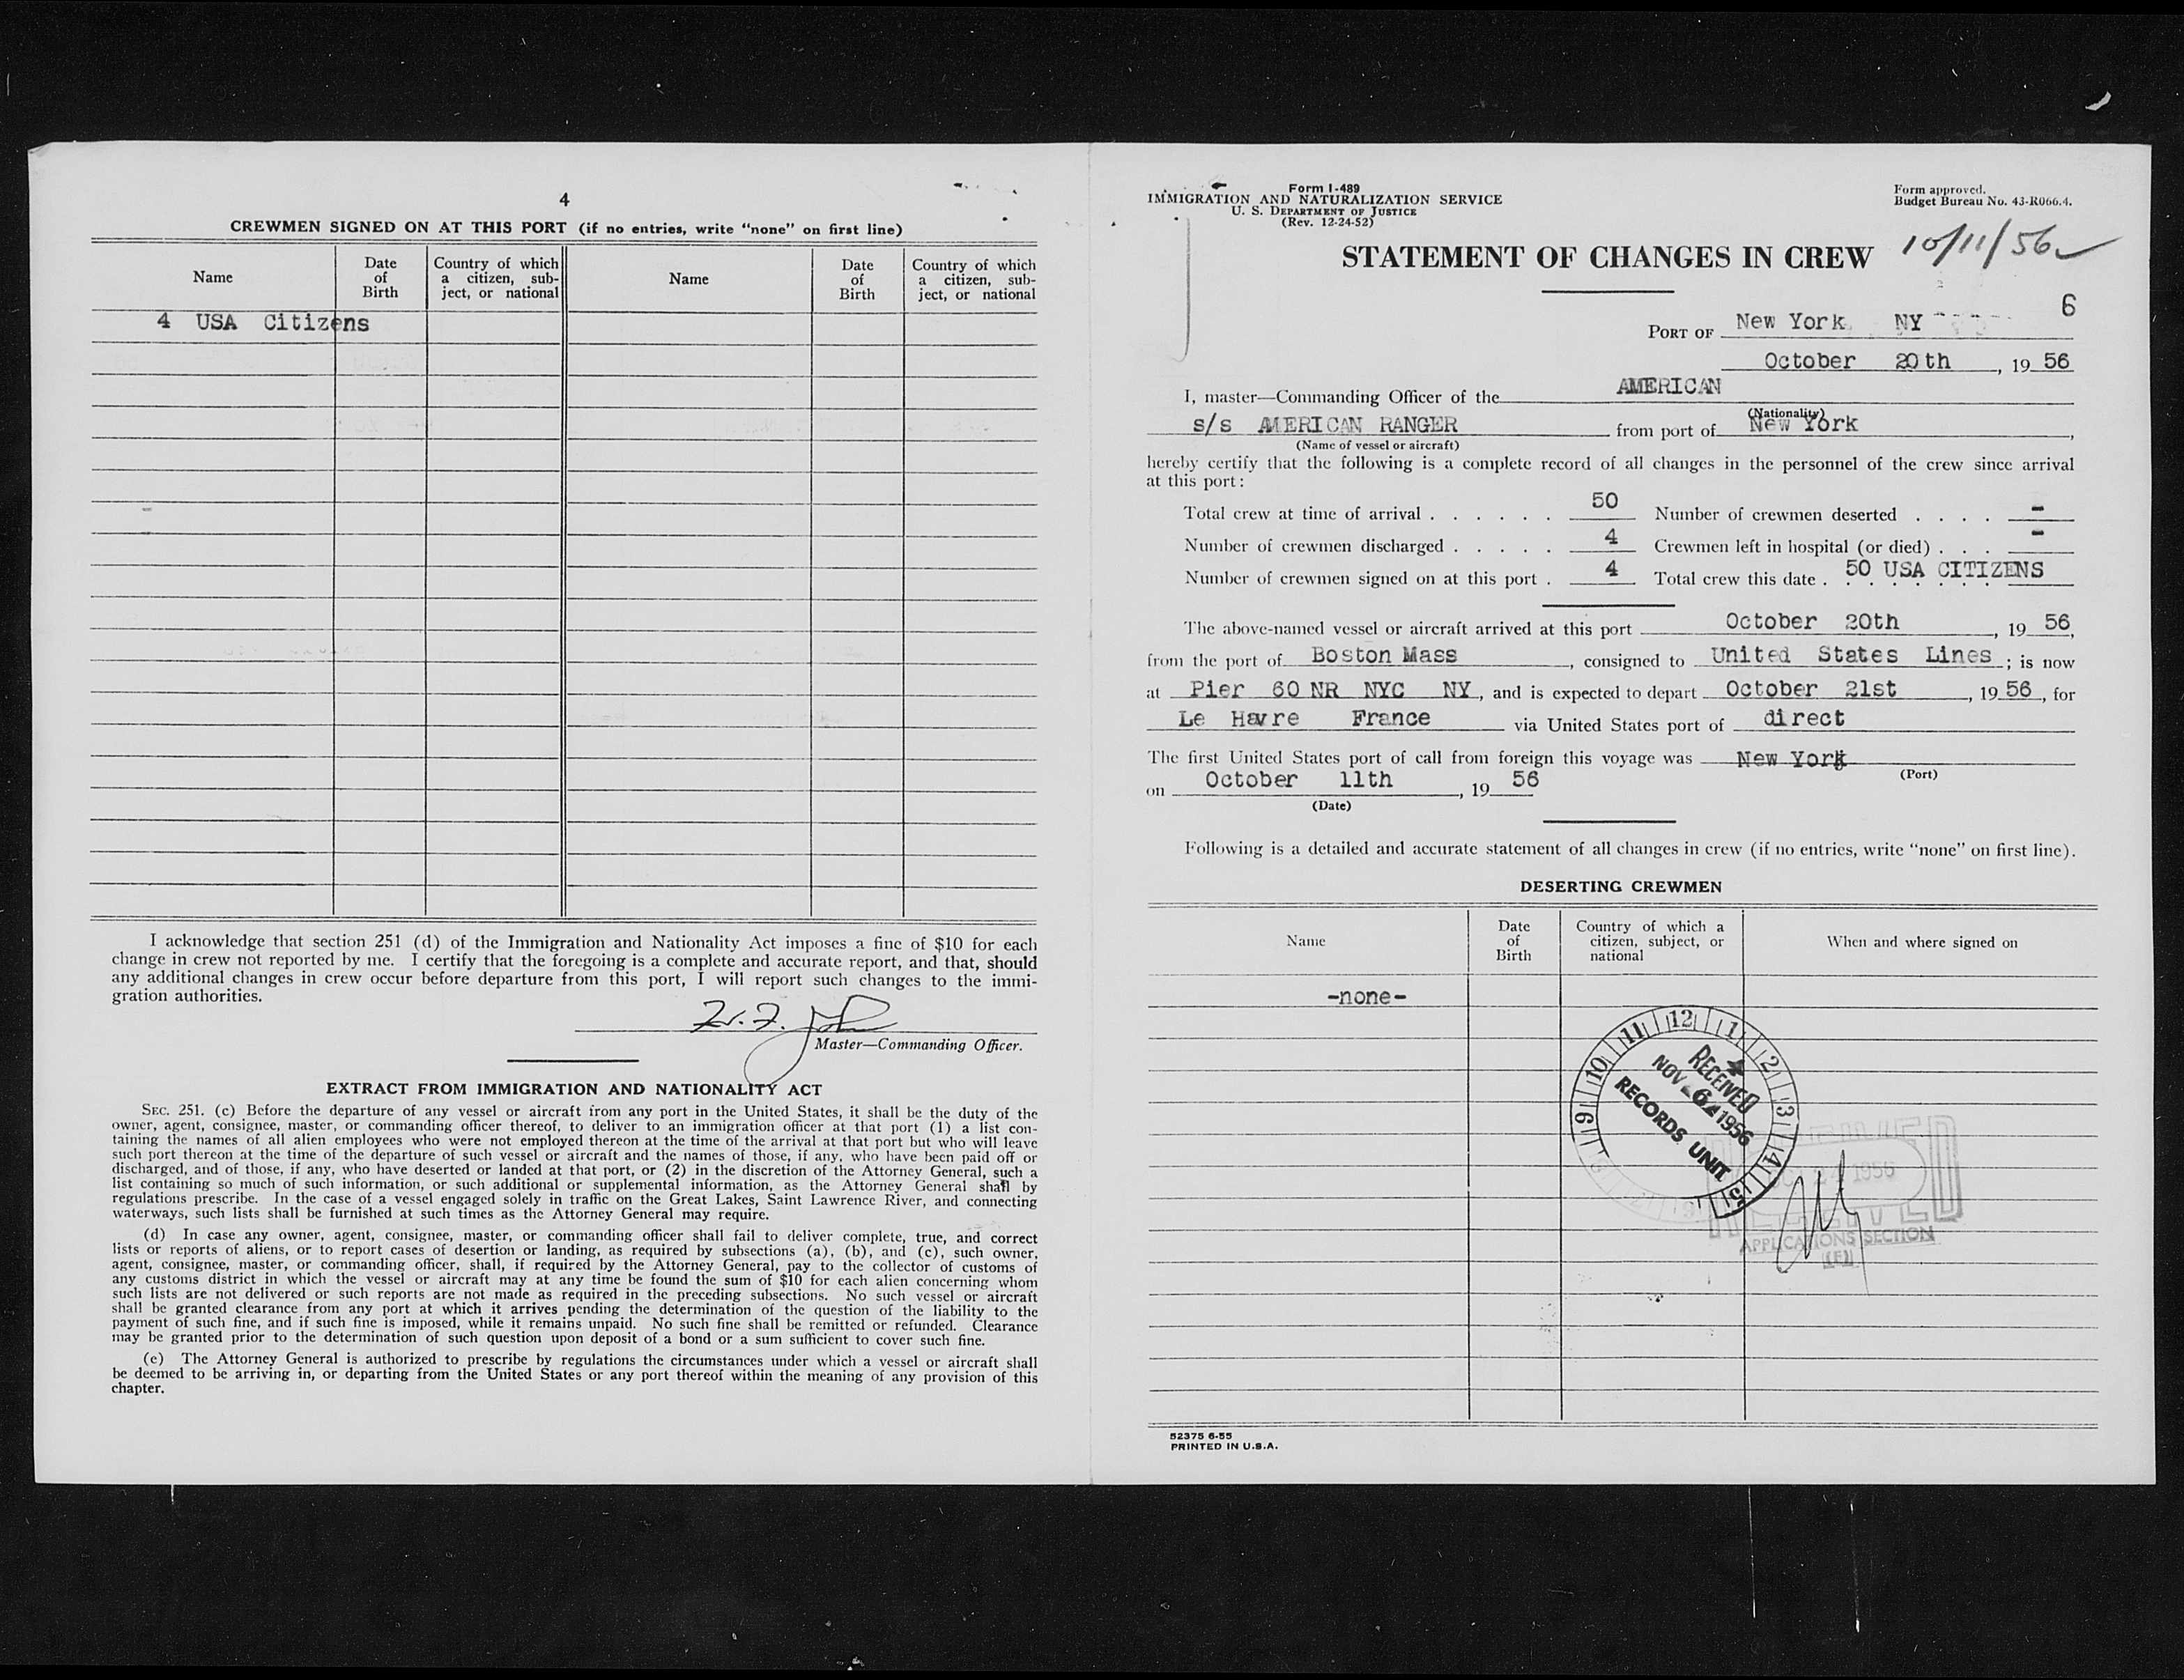 4
CREWMEN SIGNED ON AT THIS PORT (if no entries, write "none" on first line)
Name
Date of Birth
Country of which a citizen, sub-ject, or national
Name
Date of Birth
Country of which a citizen, sub-ject, or national
4 USA Citizens
I acknowledge that section 251 (d) of the Immigration and Nationality Act imposes a fine of $10 for each
change in crew not reported by me. I certify that the foregoing is a complete and accurate report, and that, should
any additional changes in crew occur before departure from this port, I will report such changes to the immi-
gration authorities.
Master—Commanding Officer.
EXTRACT FROM IMMIGRATION AND NATIONALITY ACT
SEC. 251. (c) Before the departure of any vessel or aircraft from any port in the United States, it shall be the duty of the
owner, agent, consignee, master, or commanding officer thereof, to deliver to an immigration officer at that port (1) a list con-
taining the names of all alien employees who were not employed thereon at the time of the arrival at that port but who will leave
such port thereon at the time of the departure of such vessel or aircraft and the names of those, if any, who have been paid off or
discharged, and of those, if any, who have deserted or landed at that port, or (2) in the discretion of the Attorney General, such a
list containing so much of such information, or such additional or supplemental information, as the Attorney General shall by
regulations prescribe. In the case of a vessel engaged solely in traffic on the Great Lakes, Saint Lawrence River, and connecting
waterways, such lists shall be furnished at such times as the Attorney General may require.
(d) In case any owner, agent, consignee, master, or commanding officer shall fail to deliver complete, true, and correct
lists or reports of aliens, or to report cases of desertion or landing, as required by subsections (a), (b), and (c), such owner,
agent, consignee, master, or commanding officer, shall, if required by the Attorney General, pay to the collector of customs of
any customs district in which the vessel or aircraft may at any time be found the sum of $10 for each alien concerning whom
such lists are not delivered or such reports are not made as required in the preceding subsections. No such vessel or aircraft
shall be granted clearance from any port at which it arrives pending the determination of the question of the liability to the
payment of such fine, and if such fine is imposed, while it remains unpaid. No such fine shall be remitted or refunded. Clearance
may be granted prior to the determination of such question upon deposit of a bond or a sum sufficient to cover such fine.
(e) The Attorney General is authorized to prescribe by regulations the circumstances under which a vessel or aircraft shall
be deemed to be arriving in, or departing from the United States or any port thereof within the meaning of any provision of this
chapter.
Form I-489
IMMIGRATION AND NATURALIZATION SERVICE
U. S. DEPARTMENT OF JUSTICE
(Rev. 12-24-52)
Form approved.
Budget Bureau No. 43-R066.4.
STATEMENT OF CHANGES IN CREW
10/11/56
6
PORT OF New York NY
October 20th, 19 56
I, master—Commanding Officer of the AMERICAN
(Nationality)
s/s AMERICAN RANGER from port of New York,
(Name of vessel or aircraft)
hereby certify that the following is a complete record of all changes in the personnel of the crew since arrival
at this port:
Total crew at time of arrival . . . . . . 50 Number of crewmen deserted . . . . -
Number of crewmen discharged . . . . . 4 Crewmen left in hospital (or died) . . . -
Number of crewmen signed on at this port . 4 Total crew this date . 50 USA CITIZENS
The above-named vessel or aircraft arrived at this port October 20th, 19 56,
from the port of Boston Mass, consigned to United States Lines; is now
at Pier 60 NR NYC NY, and is expected to depart October 21st, 19 56, for
Le Havre France via United States port of direct
The first United States port of call from foreign this voyage was New York
(Port)
on October 11th, 19 56
(Date)
Following is a detailed and accurate statement of all changes in crew (if no entries, write "none" on first line).
DESERTING CREWMEN
Name
Date of Birth
Country of which a citizen, subject, or national
When and where signed on
-none-
11 12 1 2 3 4 5 9 10
RECEIVED
NOV 6 1956
RECORDS UNIT
1956
RECEIVED
APPLICATIONS SECTION
(E)
52375 6-55
PRINTED IN U.S.A.